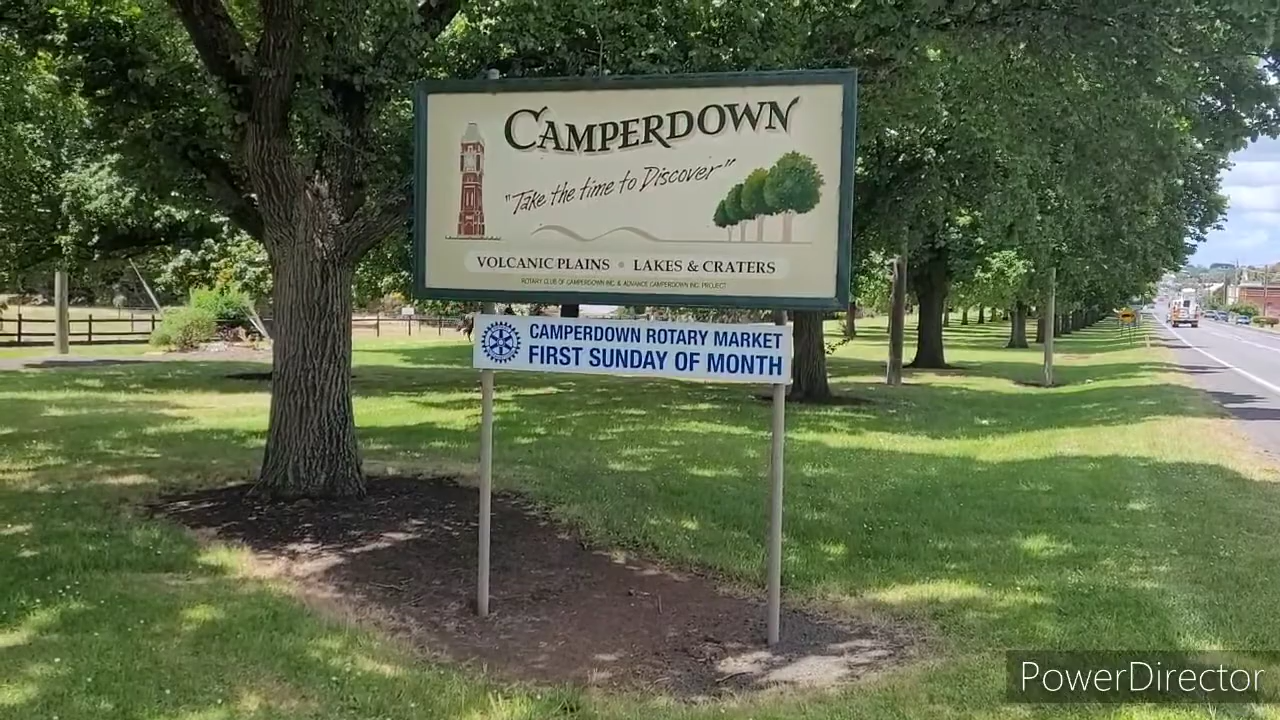 CAMPERDOWN
"Take the time to Discover"
VOLCANIC PLAINS • LAKES & CRATERS
ROTARY CLUB OF CAMPERDOWN INC. & ADVANCE CAMPERDOWN INC. PROJECT
CAMPERDOWN ROTARY MARKET
FIRST SUNDAY OF MONTH
PowerDirector